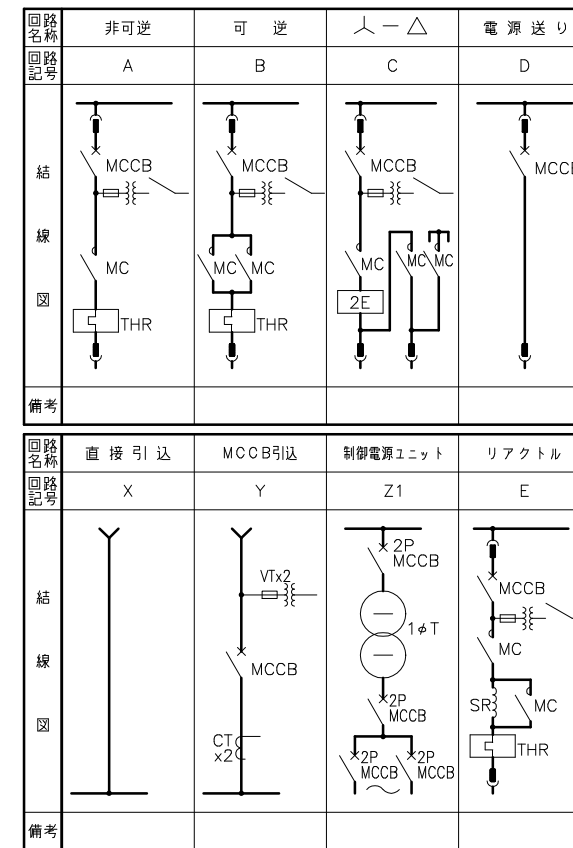 回路名称 非可逆 可 逆 人 − △ 電 源 送 り
回路記号 A B C D
結線図
MCCB MCCB MCCB MCC
MC MC MC MC MC MC
2E
THR THR
備考
回路名称 直 接 引 込 MCCB引込 制御電源ユニット リアクトル
回路記号 X Y Z1 E
結線図
2P
MCCB
VTx2
MCCB
1φT
MC
MCCB
2P
MCCB
SR MC
CT
x2
THR
2P
MCCB
2P
MCCB
備考